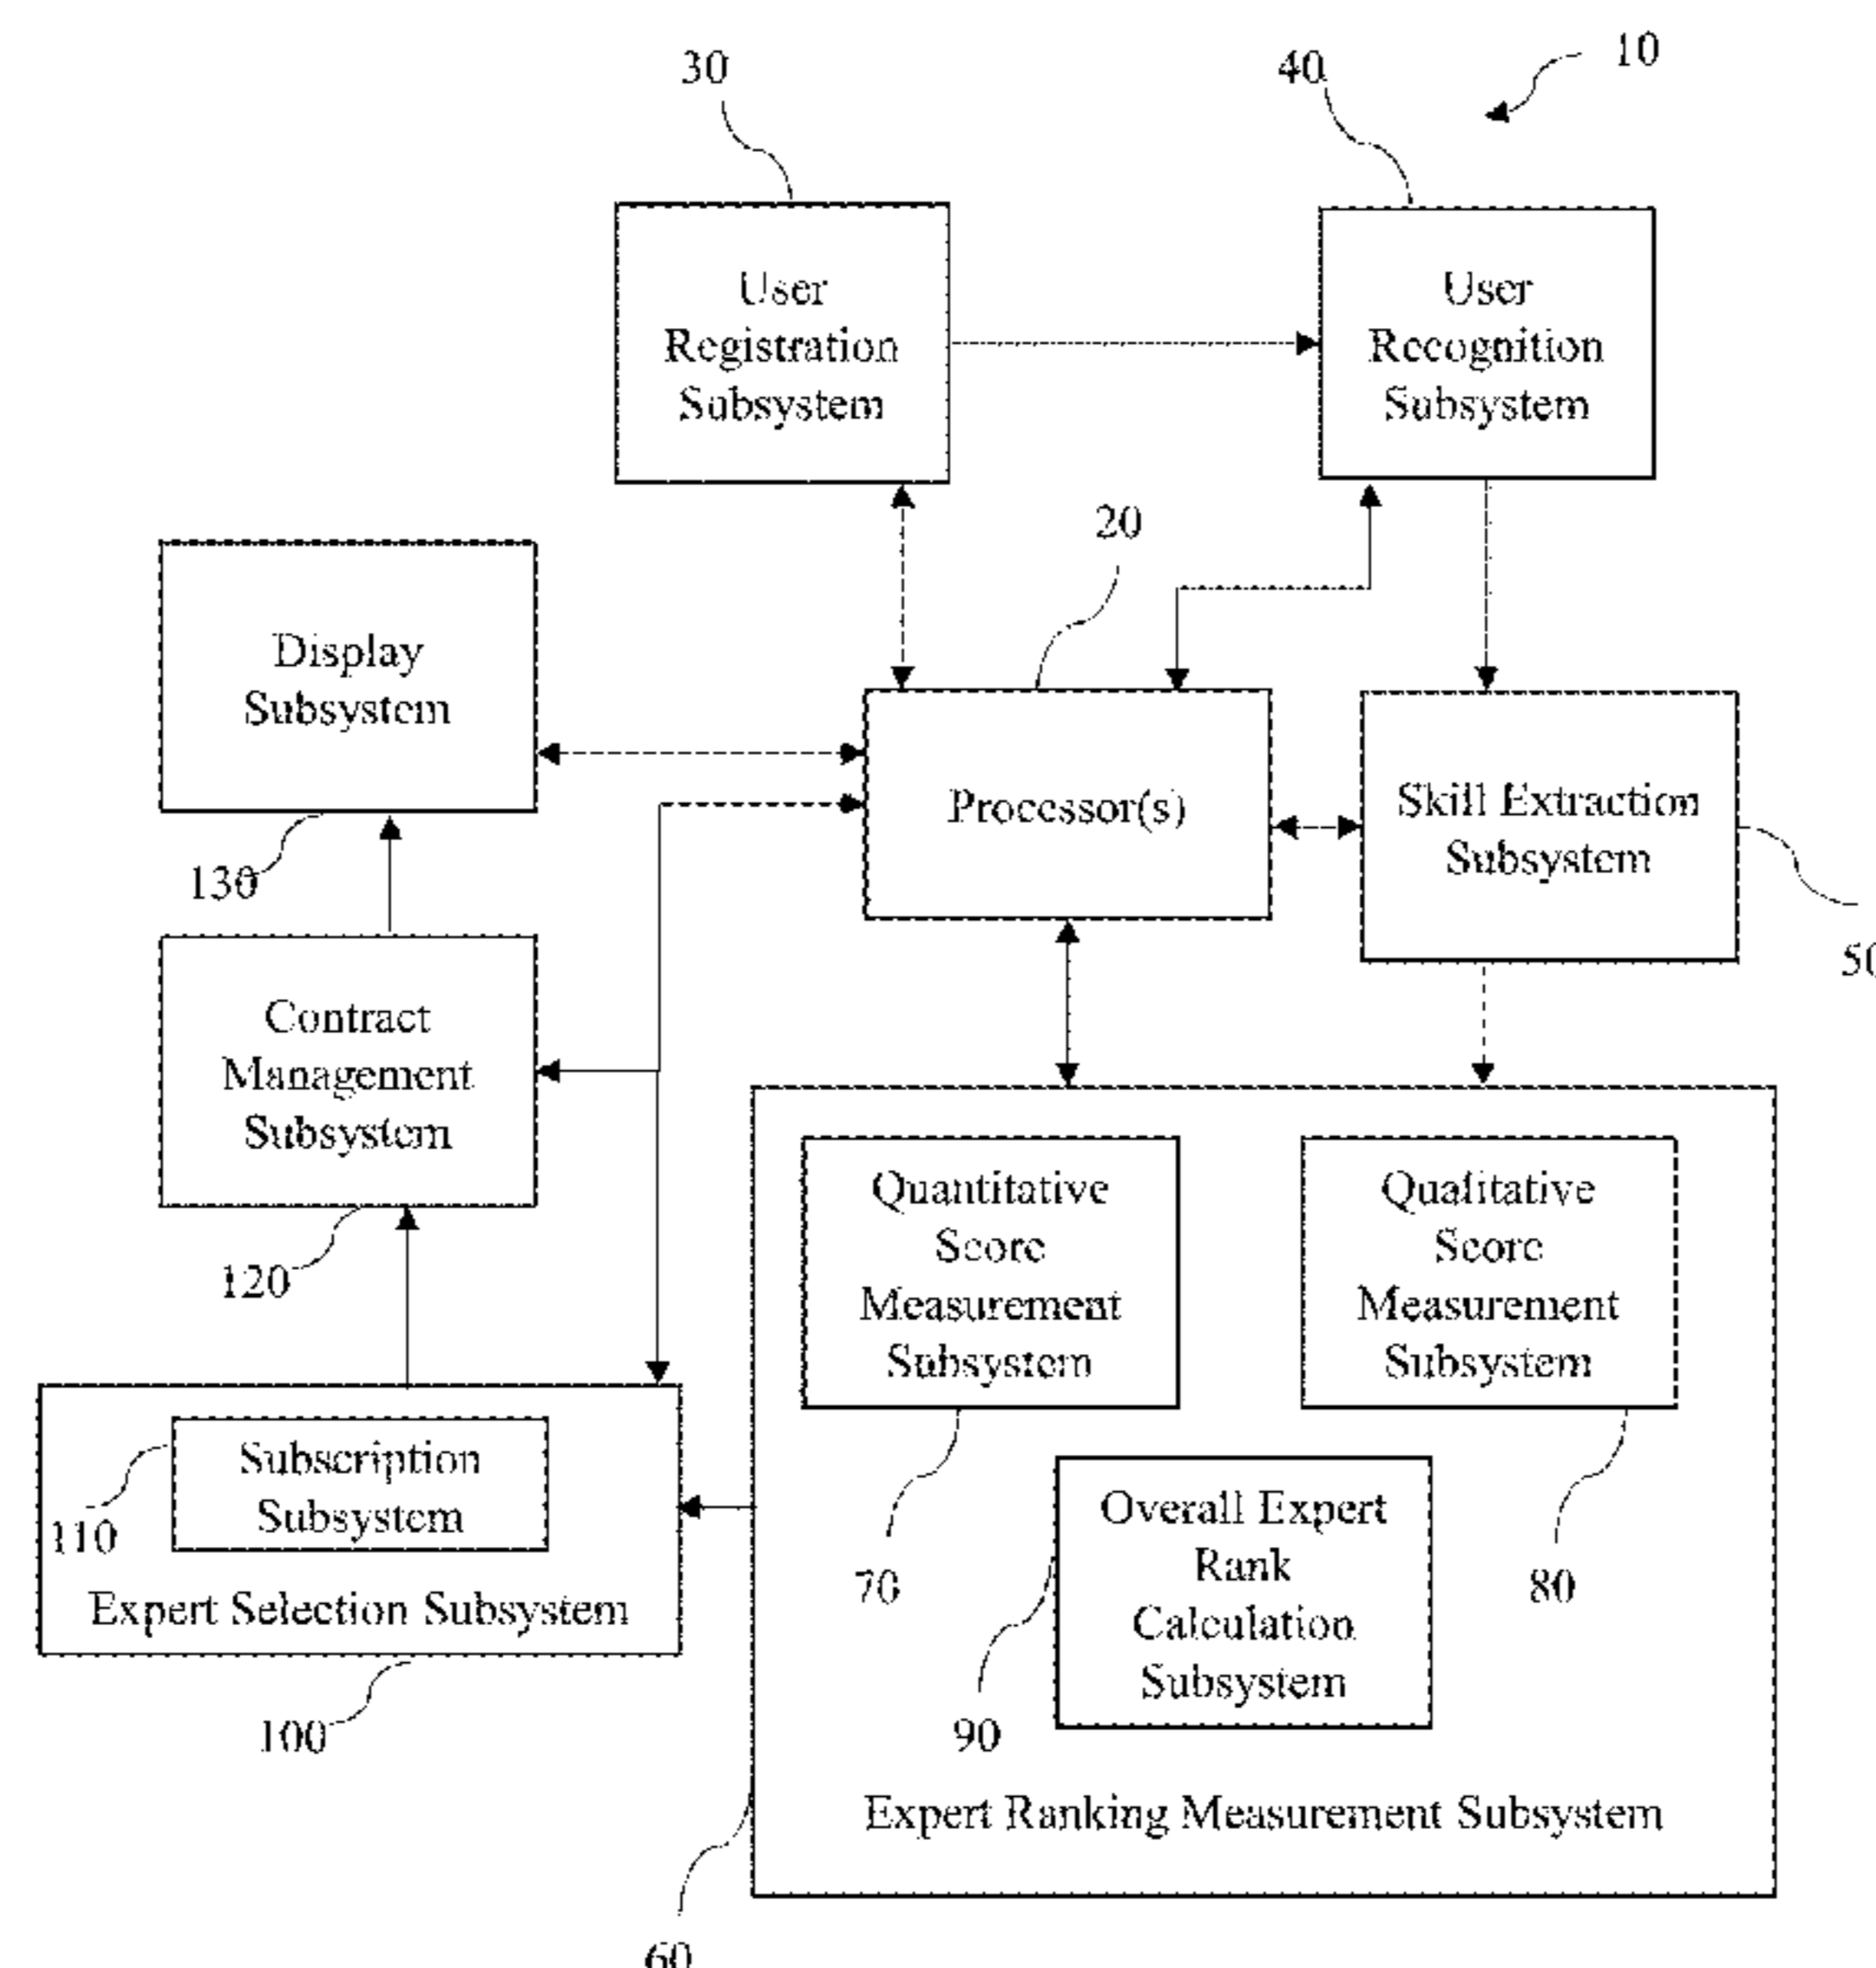 30
40
10
User
Registration
Subsystem
User
Recognition
Subsystem
20
Display
Subsystem
Processor(s)
Skill Extraction
Subsystem
130
50
Contract
Management
Subsystem
Quantitative
Score
Measurement
Subsystem
Qualitative
Score
Measurement
Subsystem
120
Subscription
Subsystem
110
Expert Selection Subsystem
Overall Expert
Rank
Calculation
Subsystem
70
80
100
90
Expert Ranking Measurement Subsystem
60